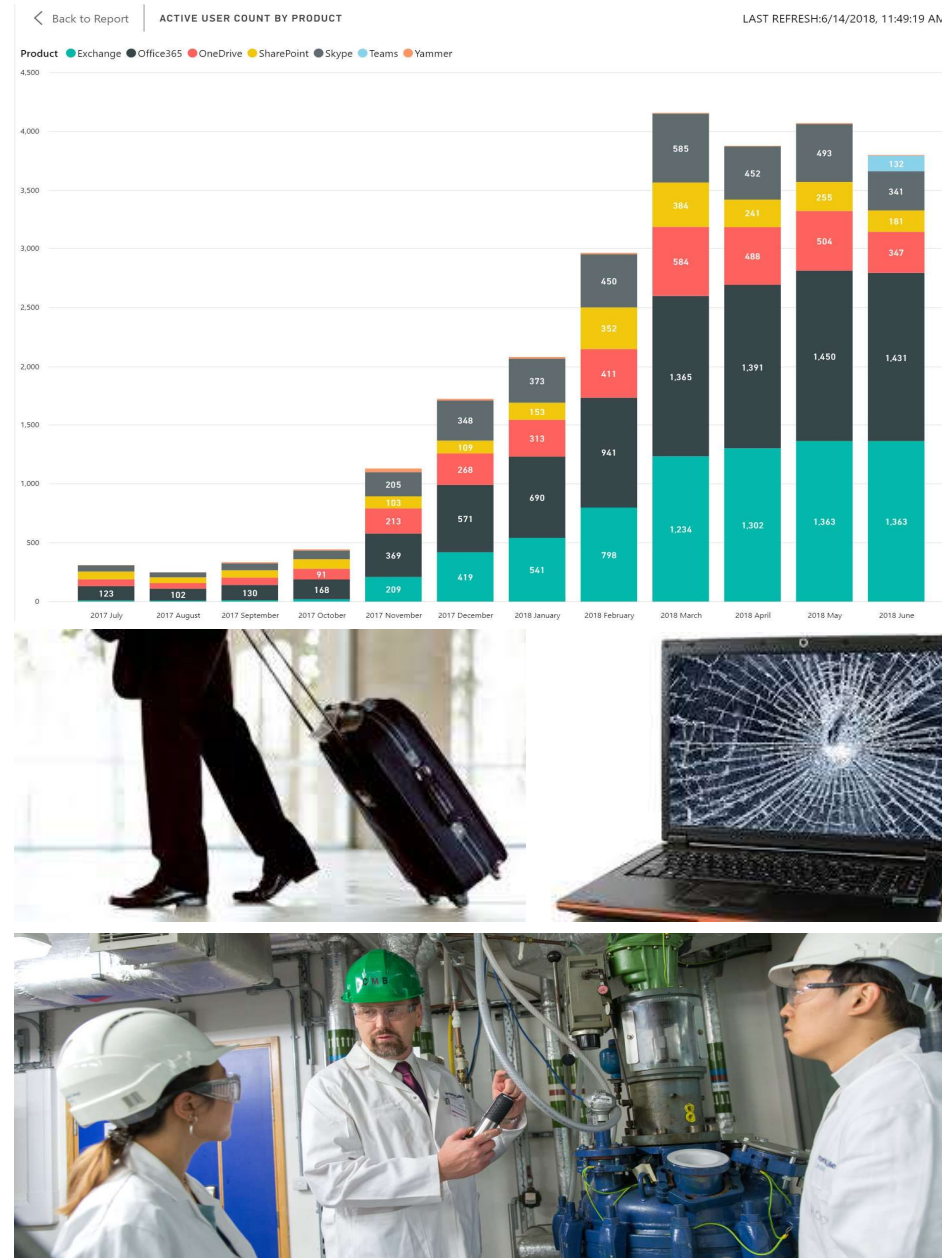 Back to Report ACTIVE USER COUNT BY PRODUCT LAST REFRESH:6/14/2018, 11:49:19 AM
Product Exchange Office365 OneDrive SharePoint Skype Teams Yammer
4,500
4,000
585 493 132
3,500
452 341
384 241 255 181
3,000
584 488 504 347
2,500
450
352
2,000
373 411 1,365 1,391 1,450 1,431
1,500
348 153
109 313
1,000
205 268 941
103 690
213 571
500
369 1,234 1,302 1,363 1,363
91 798
123 102 130 168 209 419 541
0
2017 July 2017 August 2017 September 2017 October 2017 November 2017 December 2018 January 2018 February 2018 March 2018 April 2018 May 2018 June
8